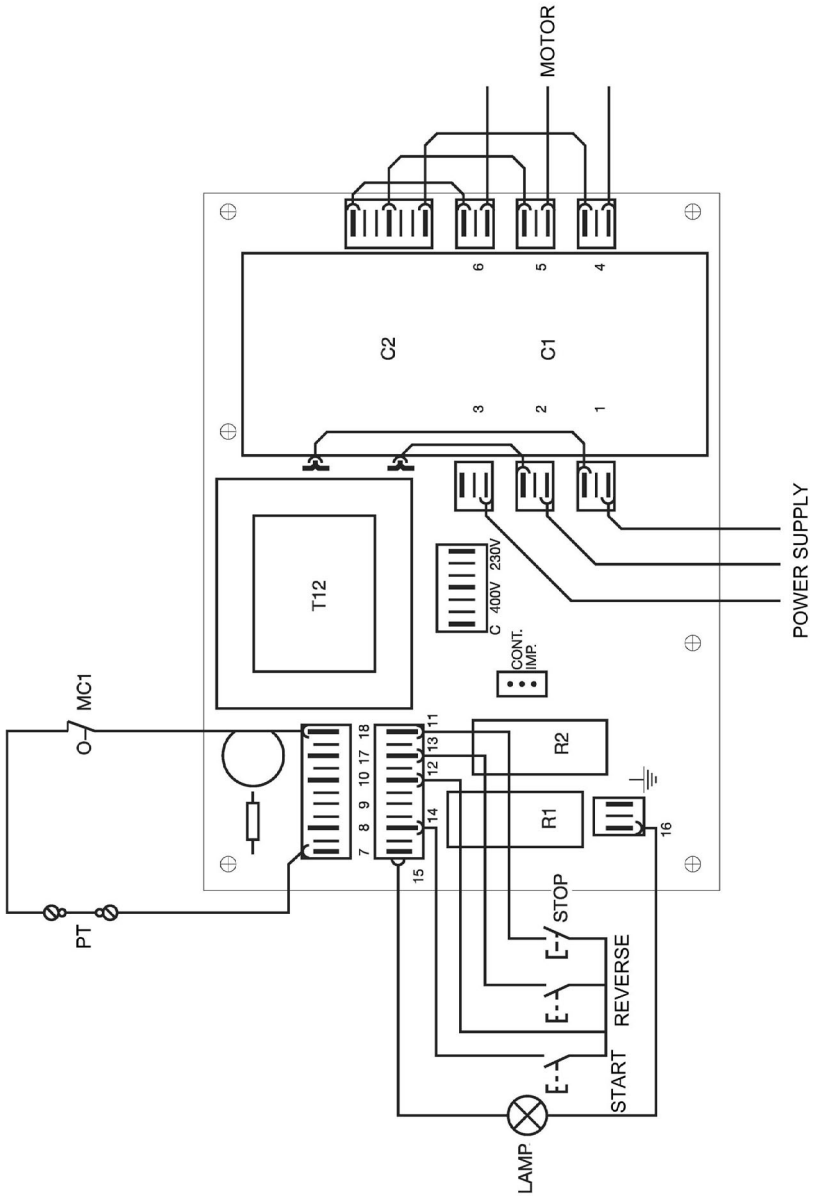 MOTOR
C2
C1
6
5
4
3
2
1
T12
C 400V 230V
CONT.
IMP.
POWER SUPPLY
MC1
PT
7 8 9 10 17 18
15
14
12
13
11
R2
R1
16
STOP
REVERSE
START
LAMP